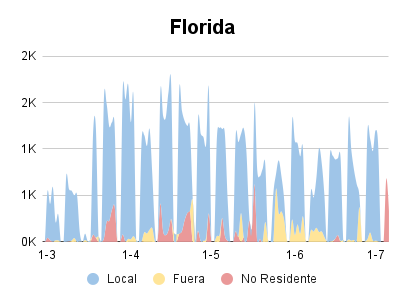 Florida
2K
2K
1K
1K
0K
1-3 1-4 1-5 1-6 1-7
Local Fuera No Residente